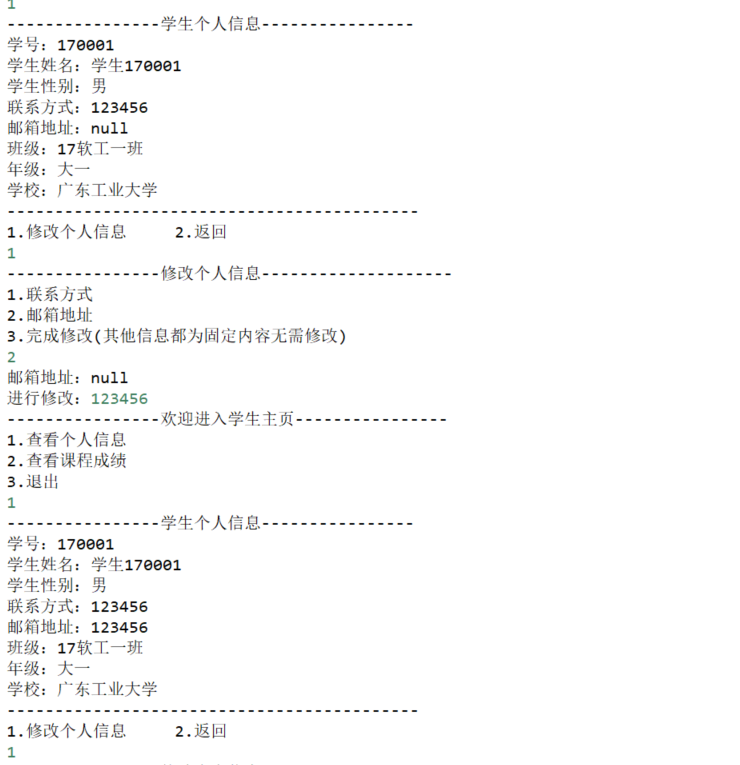 1
----------------学生个人信息----------------
学号：170001
学生姓名：学生170001
学生性别：男
联系方式：123456
邮箱地址：null
班级：17软工一班
年级：大一
学校：广东工业大学
-------------------------------------------
1.修改个人信息     2.返回
1
----------------修改个人信息--------------------
1.联系方式
2.邮箱地址
3.完成修改(其他信息都为固定内容无需修改)
2
邮箱地址：null
进行修改：123456
----------------欢迎进入学生主页----------------
1.查看个人信息
2.查看课程成绩
3.退出
1
----------------学生个人信息----------------
学号：170001
学生姓名：学生170001
学生性别：男
联系方式：123456
邮箱地址：123456
班级：17软工一班
年级：大一
学校：广东工业大学
-------------------------------------------
1.修改个人信息     2.返回
1